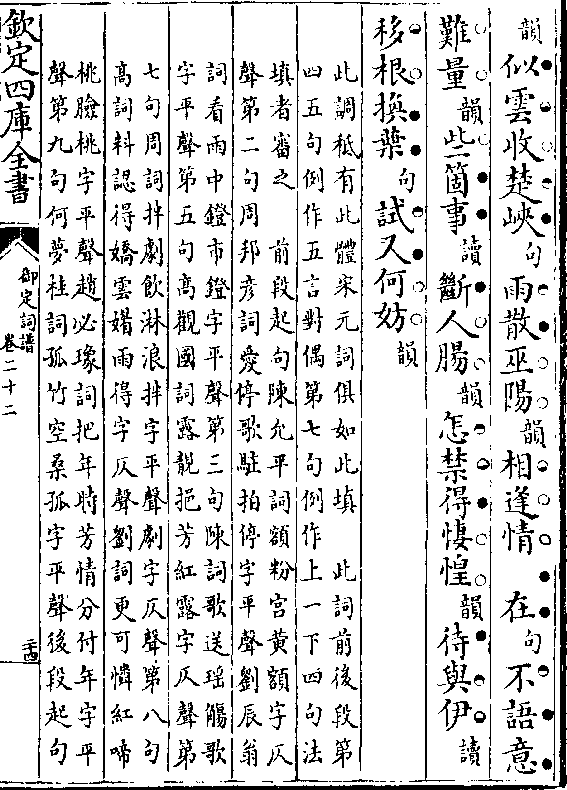 韻似雲收楚峽句雨散巫陽韻相逢情在句不語意
難量韻些箇事讀斷人腸韻怎禁得悽惶韻待與伊讀
移根換葉句試又何妨韻
此調秪有此體宋元詞俱如此填　此詞前後段第
四五句例作五言對偶第七句例作上一下四句法
填者審之　前段起句陳允平詞額粉宮黄額字仄
聲第二句周邦彦詞愛停歌駐拍停字平聲劉辰翁
詞看雨中鐙市鐙字平聲第三句陳詞歌送瑶觴歌
字平聲第五句高觀國詞露靚挹芳紅露字仄聲第
七句周詞拌劇飲淋浪拌字平聲劇字仄聲第八句
高詞料認得嬌雲媚雨得字仄聲劉詞更可憐紅啼
桃臉桃字平聲趙必𤩪詞把年時芳情分付年字平
聲第九句何夢桂詞孤竹空桑孤字平聲後段起句
欽定四庫全書
御定詞譜
卷二十二
二十四